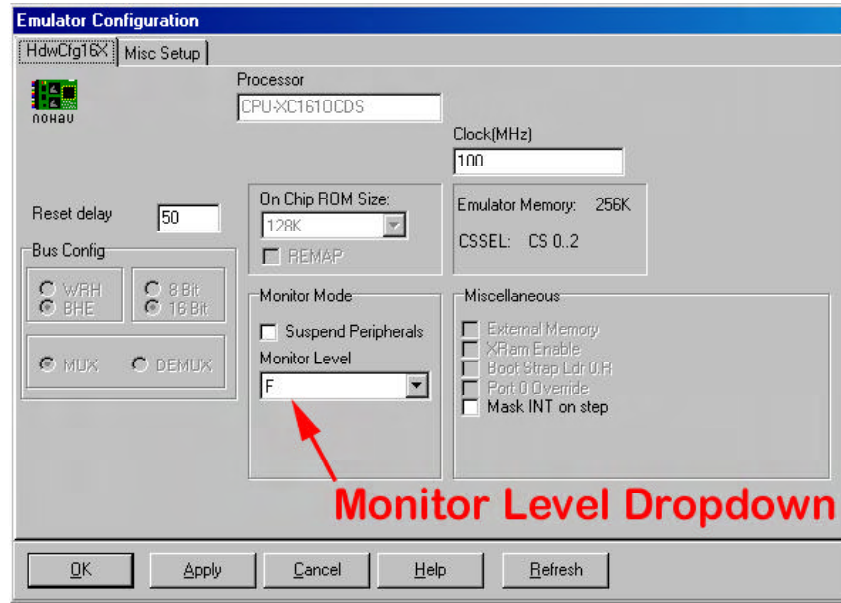 Emulator Configuration
HdwCfg16X Misc Setup
Processor
CPU-XC161OCDS
Clock(MHz)
100
Reset delay 50
On Chip ROM Size:
128K
REMAP
Emulator Memory: 256K
CSSEL: CS 0..2
Bus Config
WRH
BHE
8 Bit
16 Bit
MUX DEMUX
Monitor Mode
Suspend Peripherals
Monitor Level
F
Miscellaneous
External Memory
XRam Enable
Boot Strap Ldr 0.R
Port 0 Override
Mask INT on step
Monitor Level Dropdown
OK Apply Cancel Help Refresh